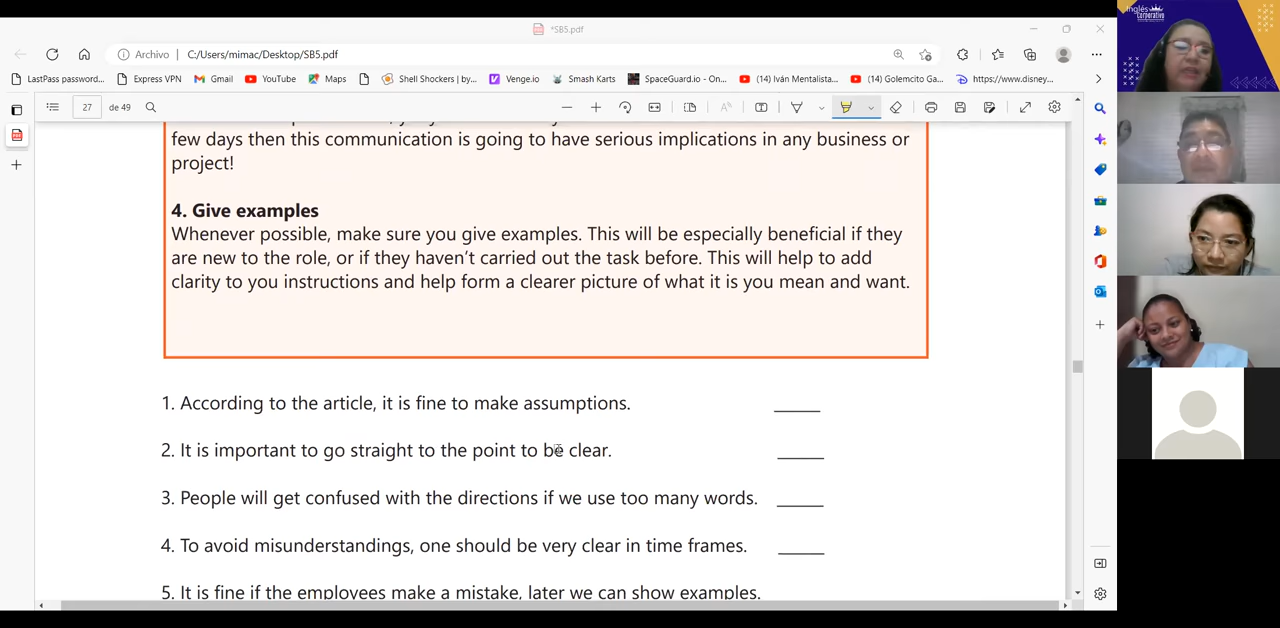 *SB5.pdf
Archivo | C:/Users/mimac/Desktop/SB5.pdf
LastPass password... Express VPN Gmail YouTube Maps Shell Shockers | by... Venge.io Smash Karts SpaceGuard.io - On... (14) Iván Mentalista... (14) Golemcito Ga... https://www.disney...
27 de 49
few days then this communication is going to have serious implications in any business or
project!
4. Give examples
Whenever possible, make sure you give examples. This will be especially beneficial if they
are new to the role, or if they haven't carried out the task before. This will help to add
clarity to you instructions and help form a clearer picture of what it is you mean and want.
1. According to the article, it is fine to make assumptions. _____
2. It is important to go straight to the point to be clear. _____
3. People will get confused with the directions if we use too many words. _____
4. To avoid misunderstandings, one should be very clear in time frames. _____
5. It is fine if the employees make a mistake, later we can show examples.
Inglés
Corporativo